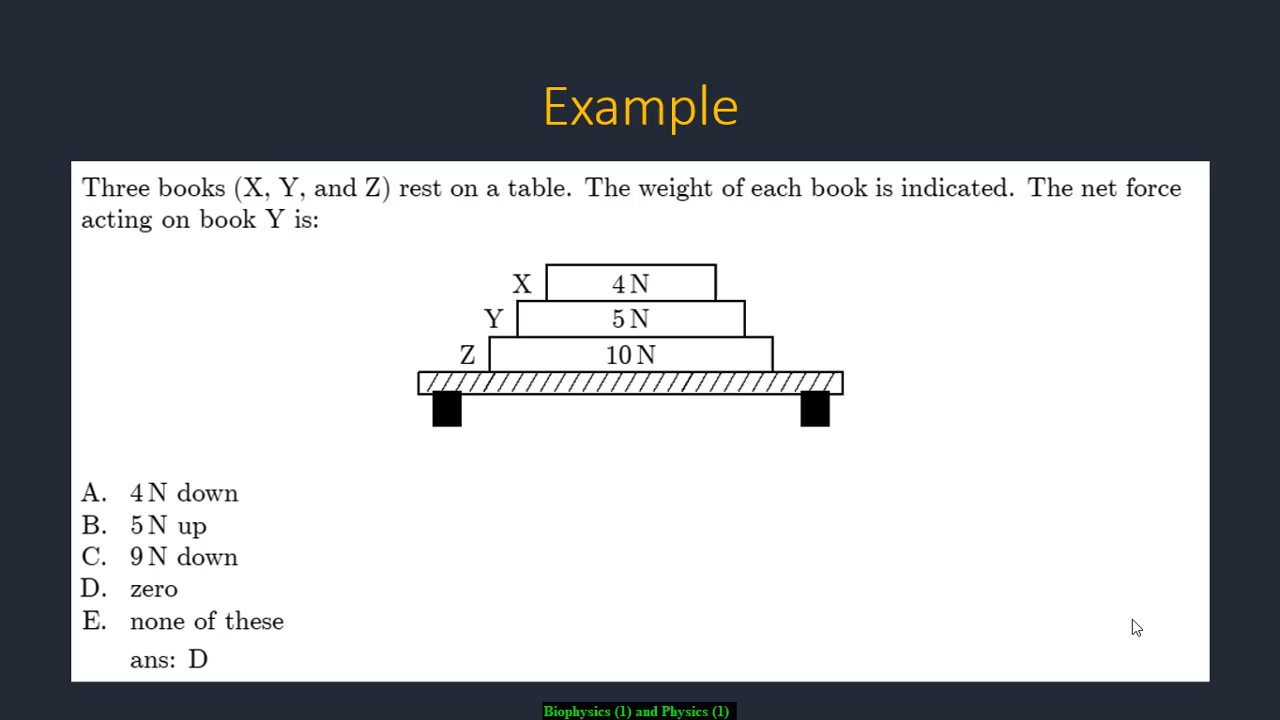 Example
Three books (X, Y, and Z) rest on a table. The weight of each book is indicated. The net force
acting on book Y is:
X 4 N
Y 5 N
Z 10 N
A. 4 N down
B. 5 N up
C. 9 N down
D. zero
E. none of these
ans: D
Biophysics (1) and Physics (1)